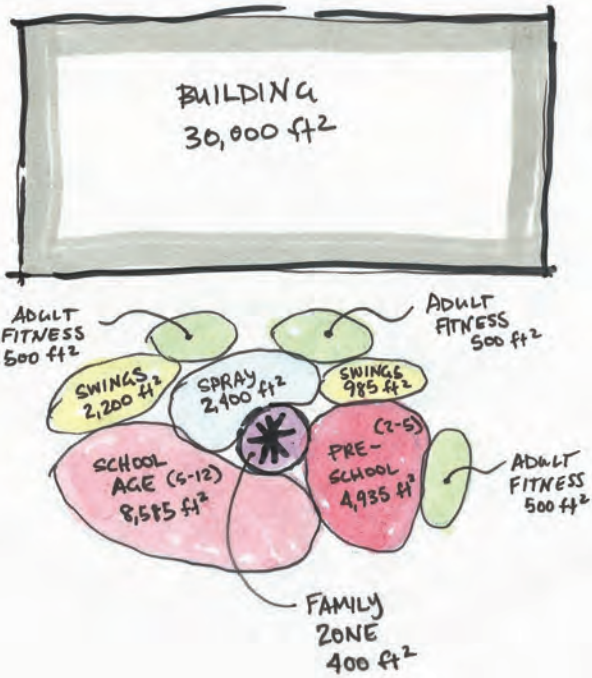 BUILDING
30,000 ft²
ADULT
FITNESS
500 ft²
ADULT
FITNESS
500 ft²
SWINGS
2,200 ft²
SPRAY
2,400 ft²
SWINGS
985 ft²
SCHOOL
AGE (5-12)
8,585 ft²
(2-5)
PRE-
SCHOOL
4,935 ft²
ADULT
FITNESS
500 ft²
FAMILY
ZONE
400 ft²